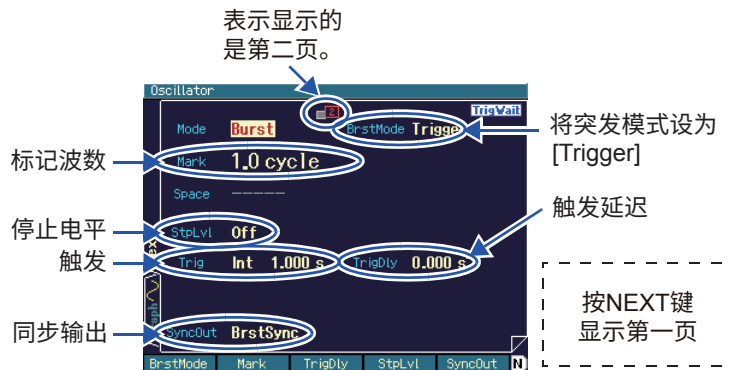 表示显示的
是第二页。
Oscillator
2
TrigWait
Mode Burst
BrstMode Trigge
将突发模式设为
[Trigger]
标记波数
Mark 1.0 cycle
Space -----
触发延迟
停止电平
StpLvl Off
触发
Trig Int 1.000 s
TrigDly 0.000 s
按NEXT键
显示第一页
同步输出
SyncOut BrstSync
BrstMode Mark TrigDly StpLvl SyncOut N